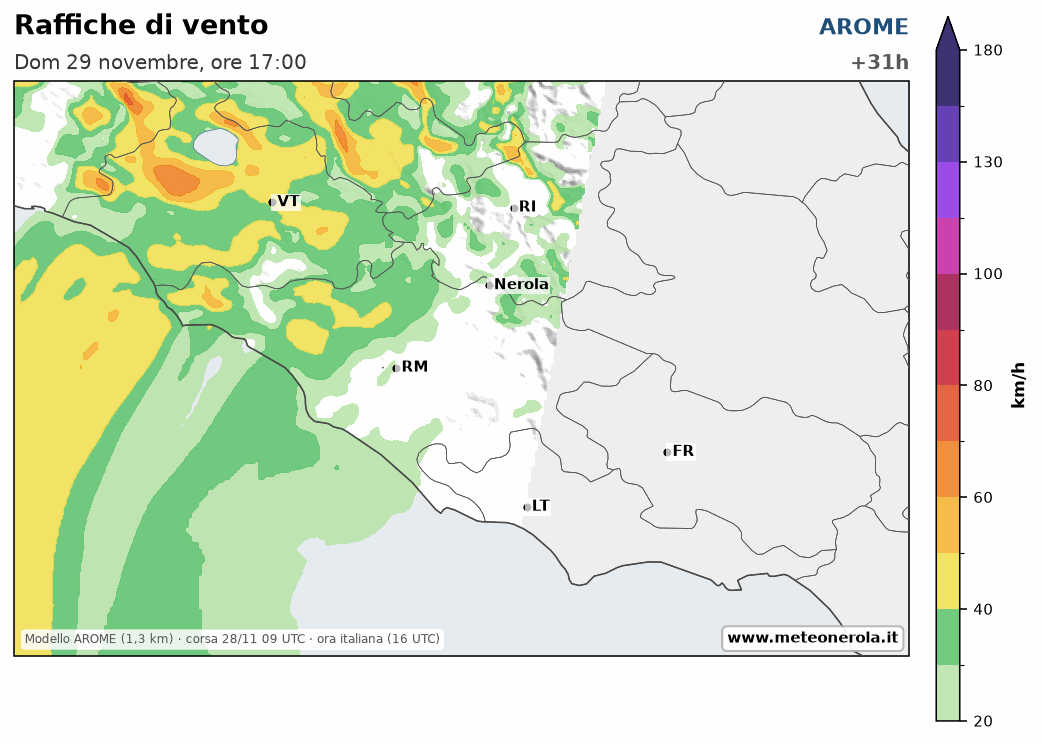 Raffiche di vento
AROME
Dom 29 novembre, ore 17:00
+31h
VT
RI
Nerola
RM
FR
LT
Modello AROME (1,3 km) · corsa 28/11 09 UTC · ora italiana (16 UTC)
www.meteonerola.it
180
130
100
80
60
40
20
km/h